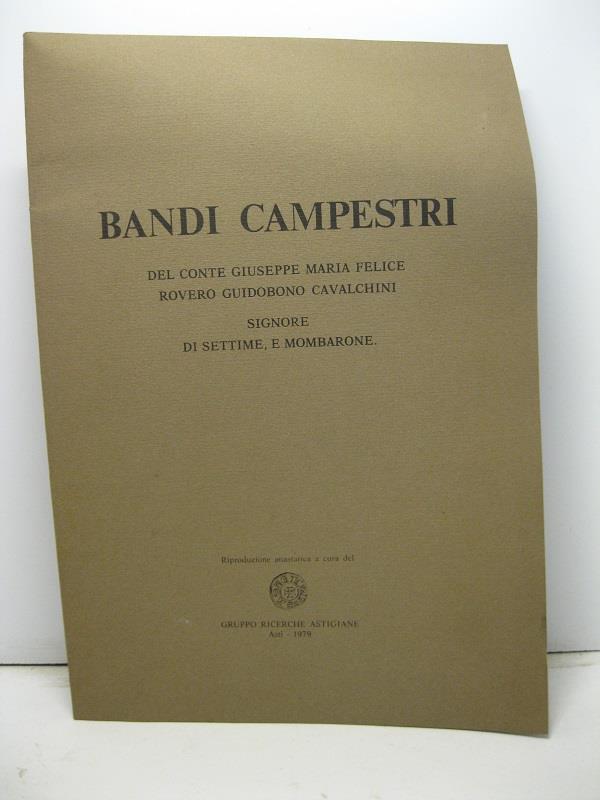 BANDI CAMPESTRI
DEL CONTE GIUSEPPE MARIA FELICE
ROVERO GUIDOBONO CAVALCHINI
SIGNORE
DI SETTIME, E MOMBARONE.
Riproduzione anastatica a cura del
GRUPPO RICERCHE ASTIGIANE
Asti - 1979